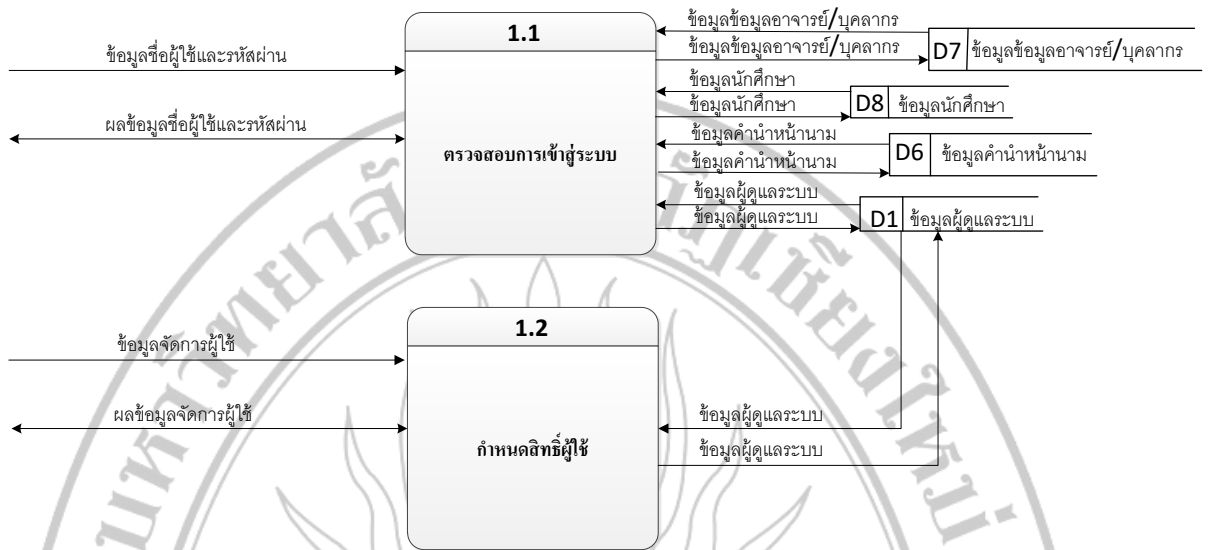 1.1
ข้อมูลข้อมูลอาจารย์/บุคลากร
ข้อมูลชื่อผู้ใช้และรหัสผ่าน
ข้อมูลข้อมูลอาจารย์/บุคลากร
D7 ข้อมูลข้อมูลอาจารย์/บุคลากร
ข้อมูลนักศึกษา
ข้อมูลนักศึกษา
D8 ข้อมูลนักศึกษา
ผลข้อมูลชื่อผู้ใช้และรหัสผ่าน
ข้อมูลคำนำหน้านาม
ตรวจสอบการเข้าสู่ระบบ
ข้อมูลคำนำหน้านาม
D6 ข้อมูลคำนำหน้านาม
ข้อมูลผู้ดูแลระบบ
ข้อมูลผู้ดูแลระบบ
D1 ข้อมูลผู้ดูแลระบบ
1.2
ข้อมูลจัดการผู้ใช้
ผลข้อมูลจัดการผู้ใช้
ข้อมูลผู้ดูแลระบบ
กำหนดสิทธิ์ผู้ใช้
ข้อมูลผู้ดูแลระบบ